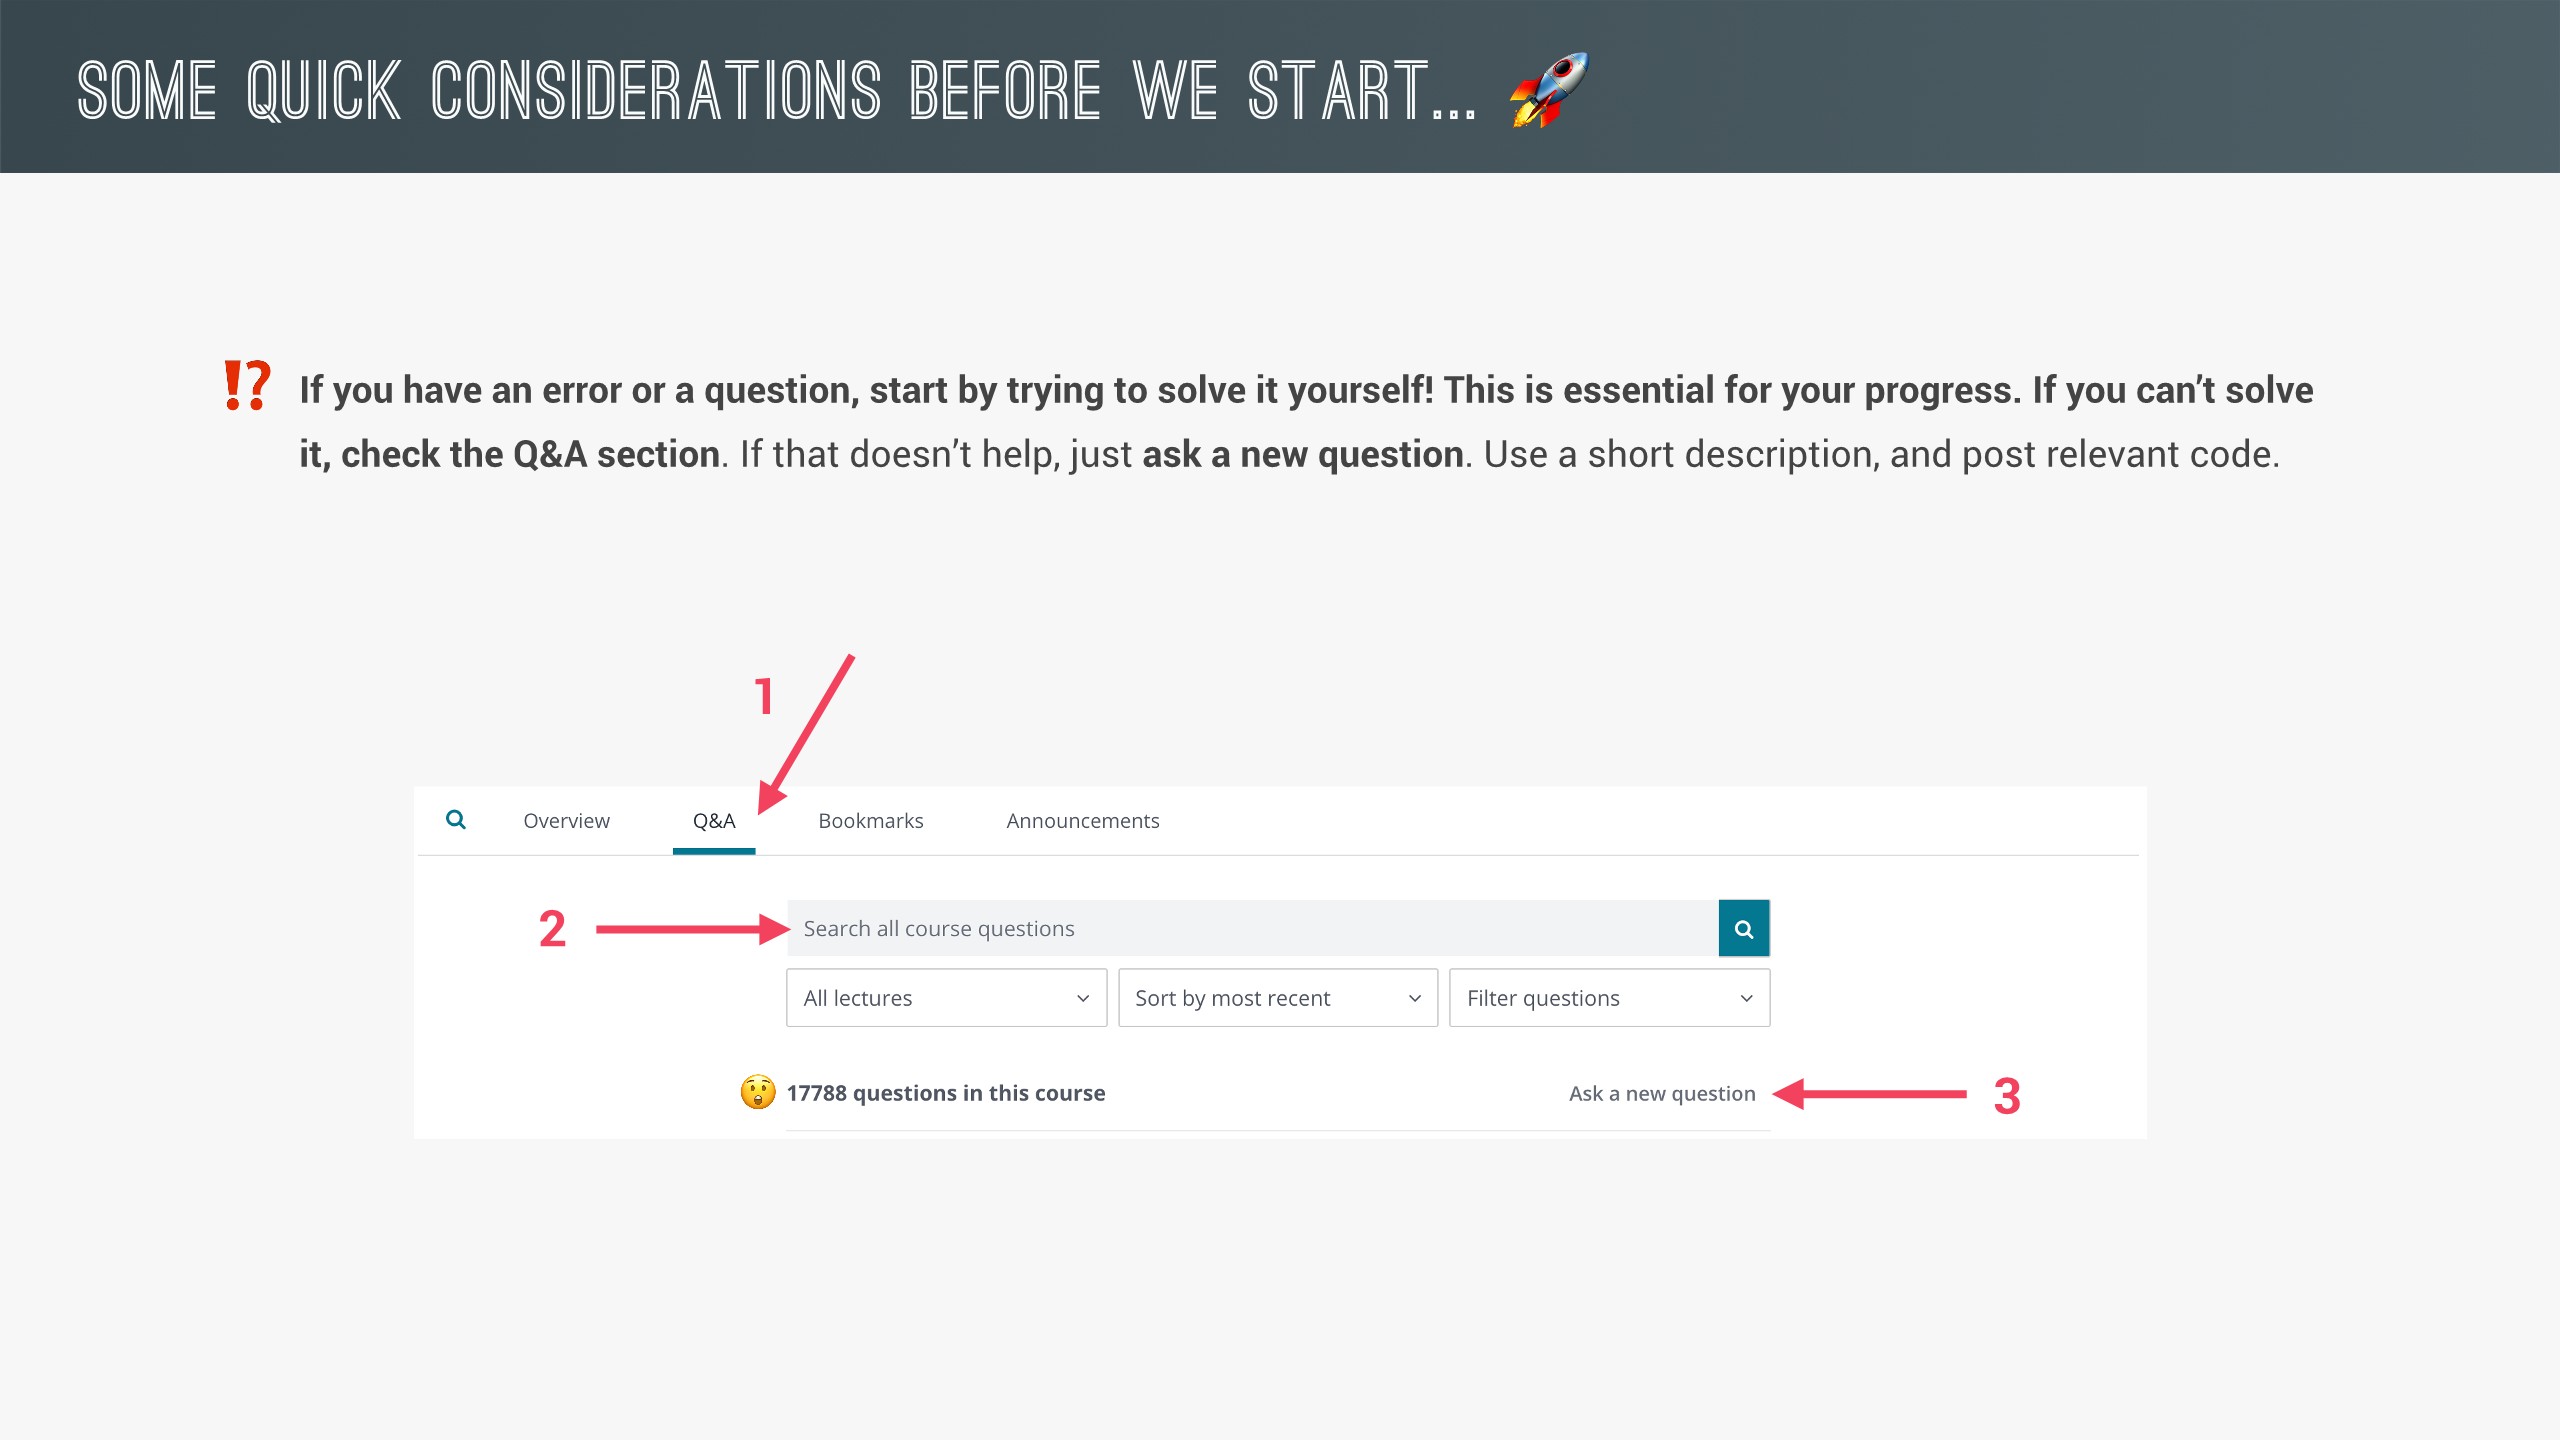 SOME QUICK CONSIDERATIONS BEFORE WE START... 🚀
⁉️ If you have an error or a question, start by trying to solve it yourself! This is essential for your progress. If you can’t solve
it, check the Q&A section. If that doesn’t help, just ask a new question. Use a short description, and post relevant code.
1
Overview Q&A Bookmarks Announcements
2 Search all course questions
All lectures Sort by most recent Filter questions
😲 17788 questions in this course Ask a new question 3